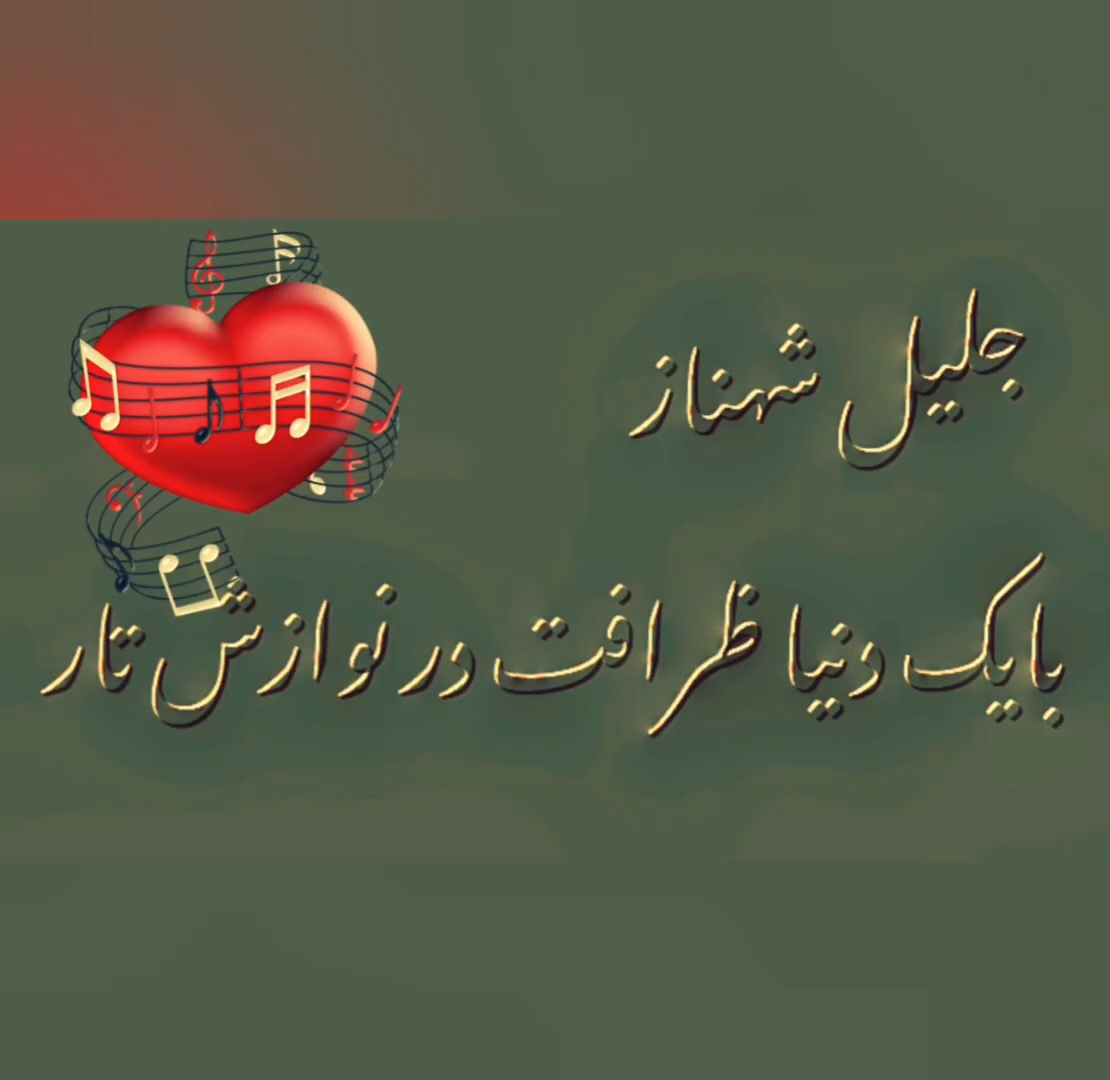 جلیل شهناز
با یک دنیا ظرافت در نوازش تار